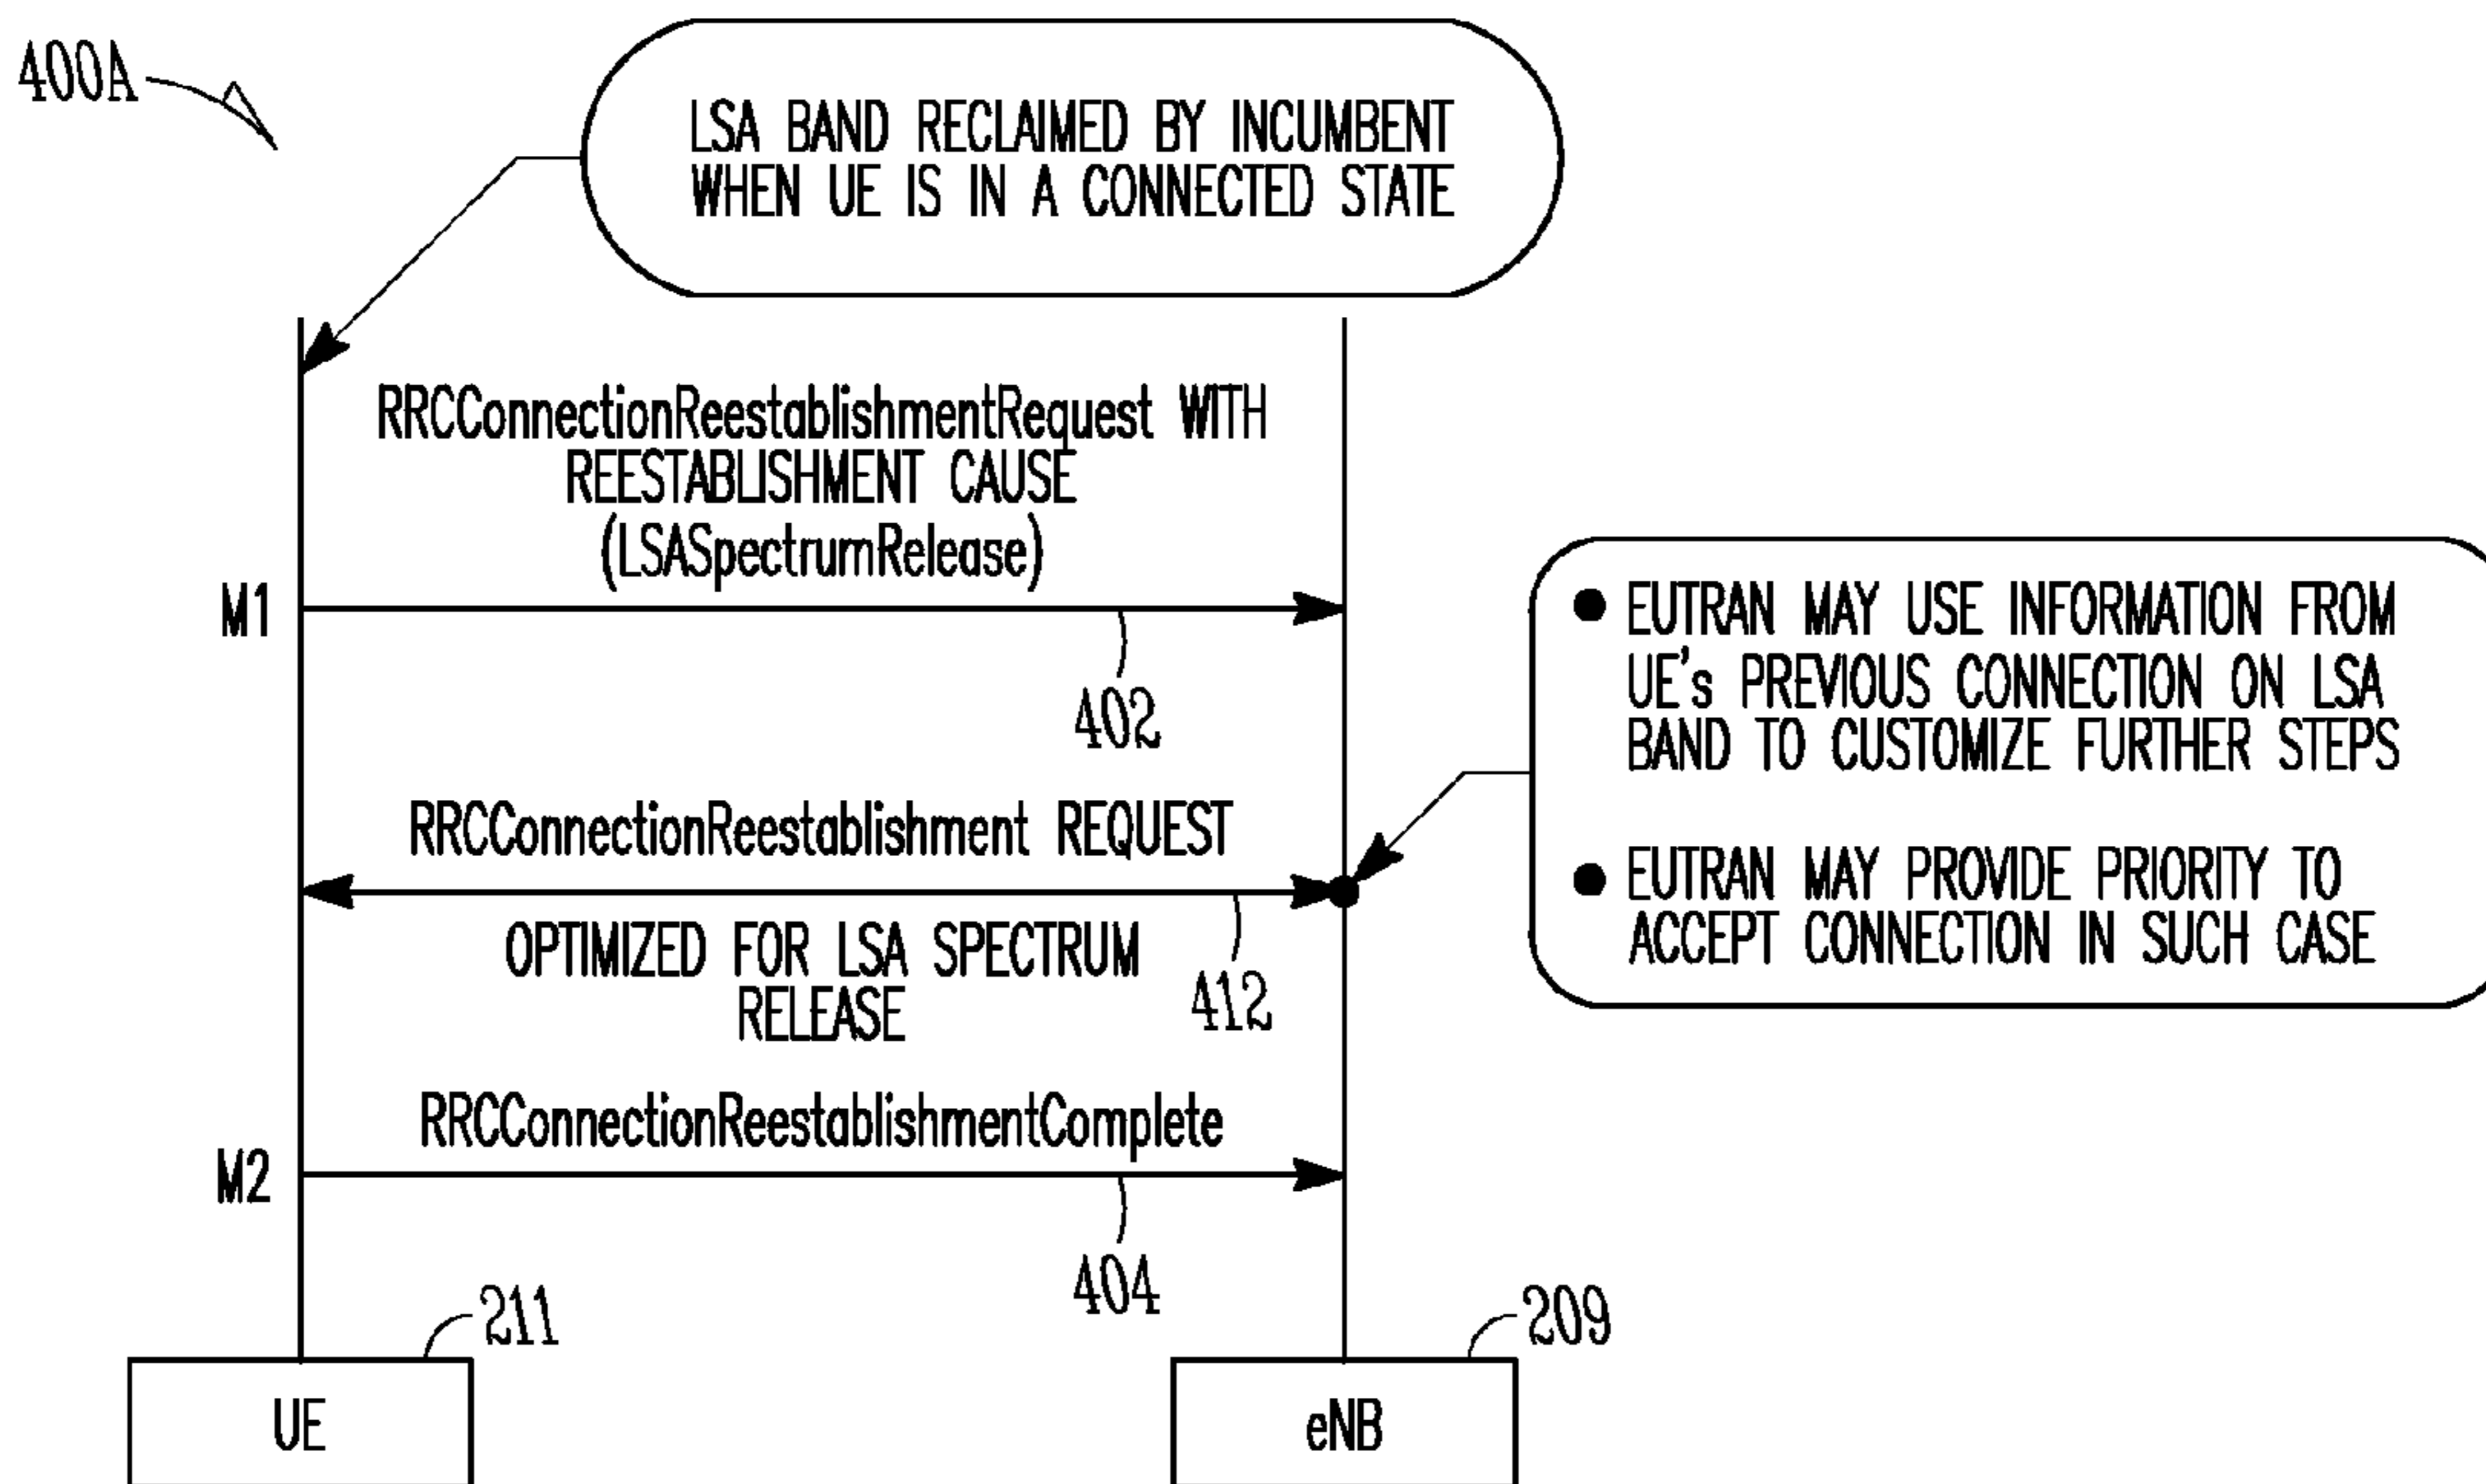 400A
LSA BAND RECLAIMED BY INCUMBENT
WHEN UE IS IN A CONNECTED STATE
RRCConnectionReestablishmentRequest WITH
REESTABLISHMENT CAUSE
(LSASpectrumRelease)
M1
402
● EUTRAN MAY USE INFORMATION FROM
UE's PREVIOUS CONNECTION ON LSA
BAND TO CUSTOMIZE FURTHER STEPS
● EUTRAN MAY PROVIDE PRIORITY TO
ACCEPT CONNECTION IN SUCH CASE
RRCConnectionReestablishment REQUEST
OPTIMIZED FOR LSA SPECTRUM
RELEASE
412
RRCConnectionReestablishmentComplete
M2
404
211
209
UE
eNB